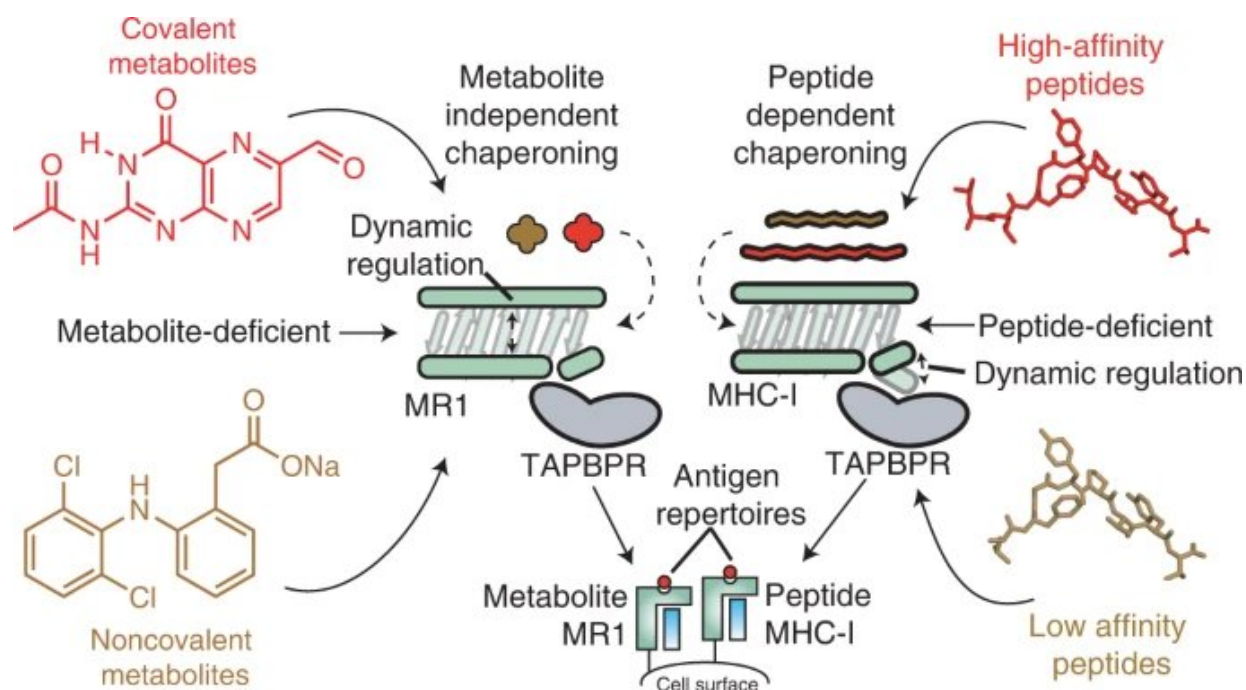 Covalent
metabolites
O
H
N
N
O
O
N
H
N
N
Metabolite
independent
chaperoning
Peptide
dependent
chaperoning
High-affinity
peptides
Dynamic
regulation
Metabolite-deficient
Peptide-deficient
Dynamic regulation
MR1
MHC-I
TAPBPR
TAPBPR
O
ONa
Cl
H
N
Cl
Noncovalent
metabolites
Antigen
repertoires
Metabolite
MR1
Peptide
MHC-I
Cell surface
Low affinity
peptides